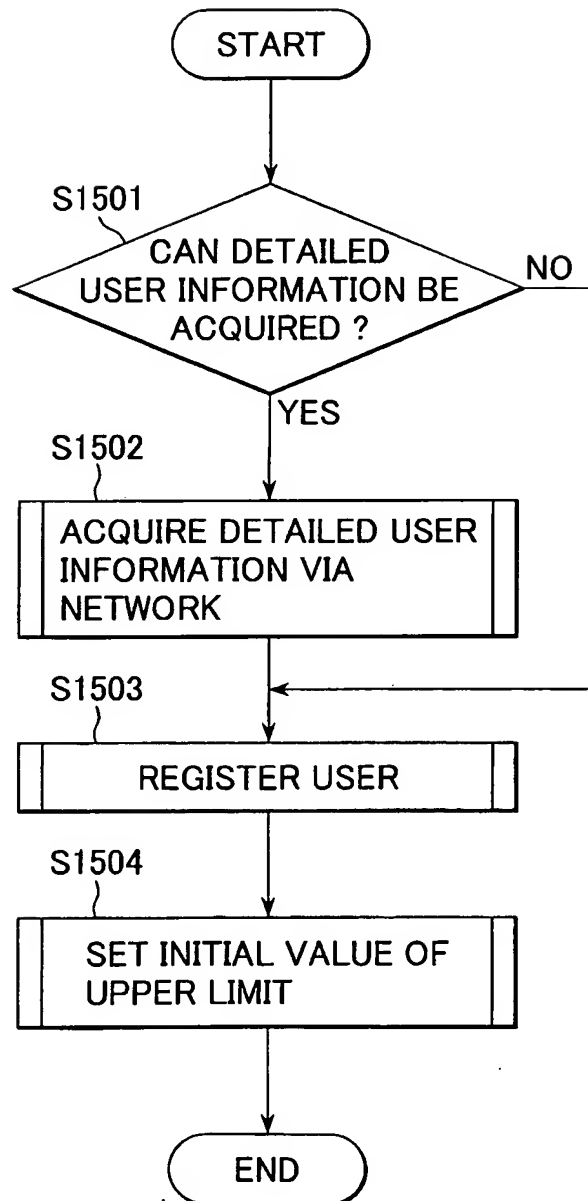 START
S1501
CAN DETAILED
USER INFORMATION BE
ACQUIRED ?
NO
YES
S1502
ACQUIRE DETAILED USER
INFORMATION VIA
NETWORK
S1503
REGISTER USER
S1504
SET INITIAL VALUE OF
UPPER LIMIT
END